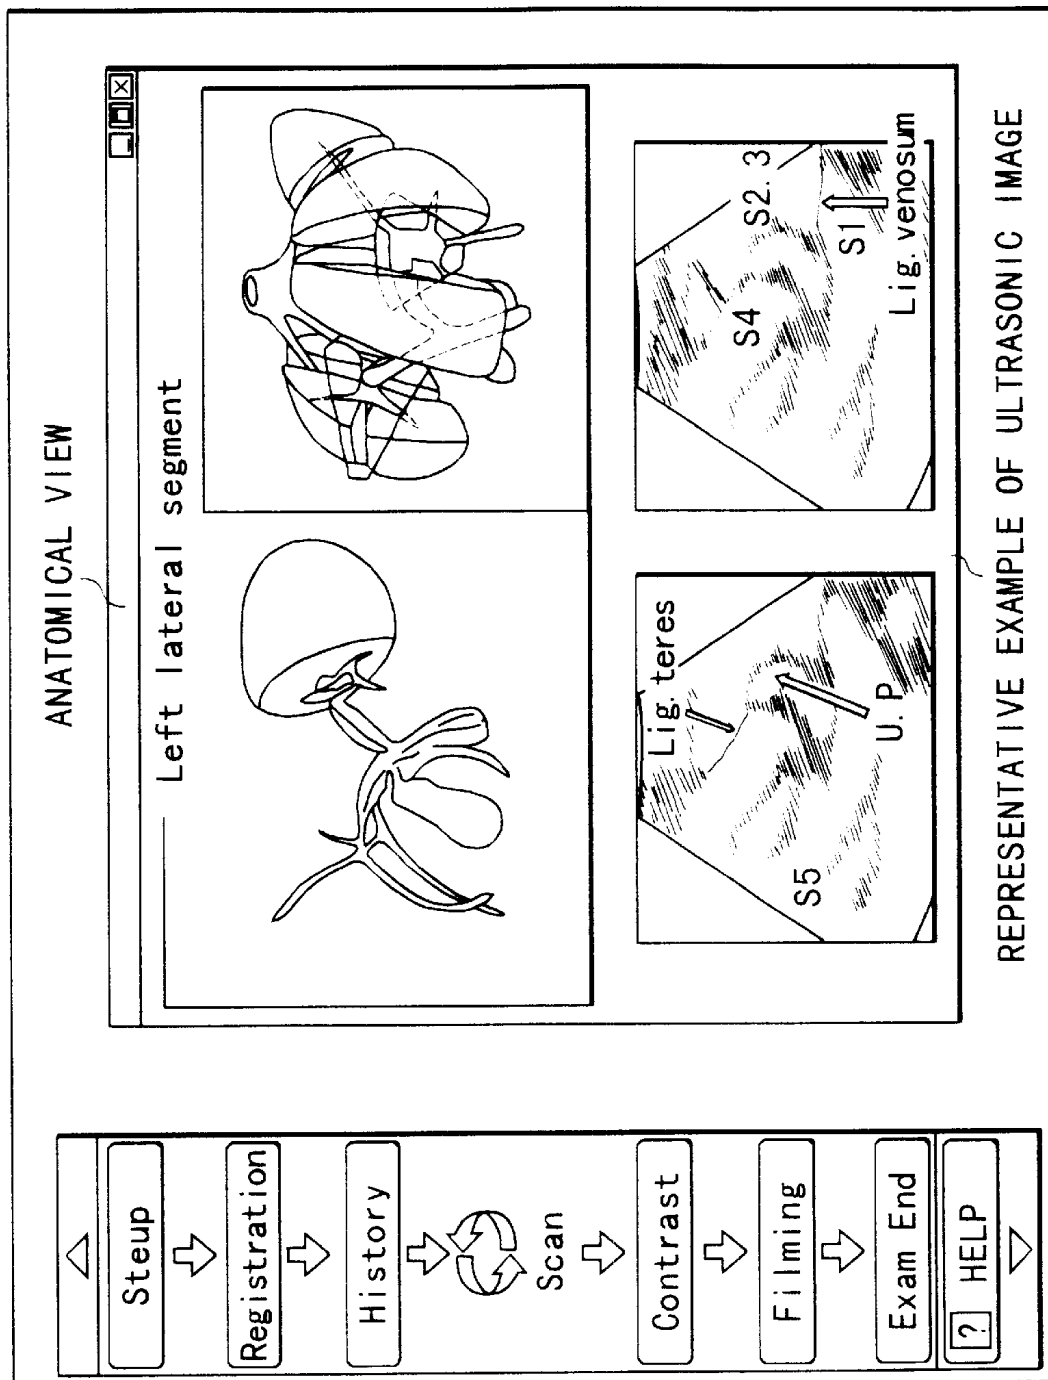 ANATOMICAL VIEW
Left lateral segment
Lig. teres
U. P
S5
S4
S2. 3
S1
Lig. venosum
REPRESENTATIVE EXAMPLE OF ULTRASONIC IMAGE
Steup
Registration
History
Scan
Contrast
Filming
Exam End
? HELP